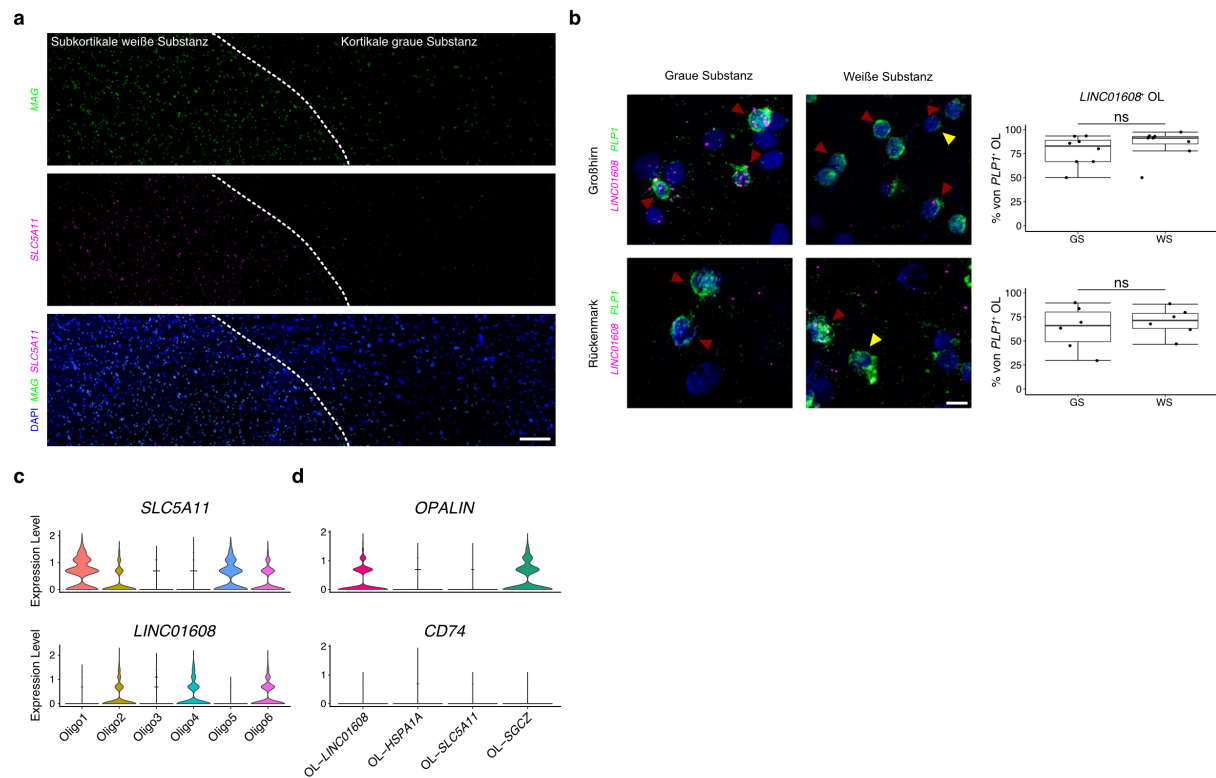 a
Subkortikale weiße Substanz
Kortikale graue Substanz
MAG
SLC5A11
DAPI MAG SLC5A11
b
Graue Substanz
Weiße Substanz
Großhirn
LINC01608 PLP1
Rückenmark
LINC01608 PLP1
LINC01608+ OL
ns
% von PLP1+ OL
100
75
50
25
0
GS
WS
ns
% von PLP1+ OL
100
75
50
25
0
GS
WS
c
SLC5A11
Expression Level
2
1
0
LINC01608
Expression Level
2
1
0
Oligo1
Oligo2
Oligo3
Oligo4
Oligo5
Oligo6
d
OPALIN
2
1
0
CD74
2
1
0
OL−LINC01608
OL−HSPA1A
OL−SLC5A11
OL−SGCZ